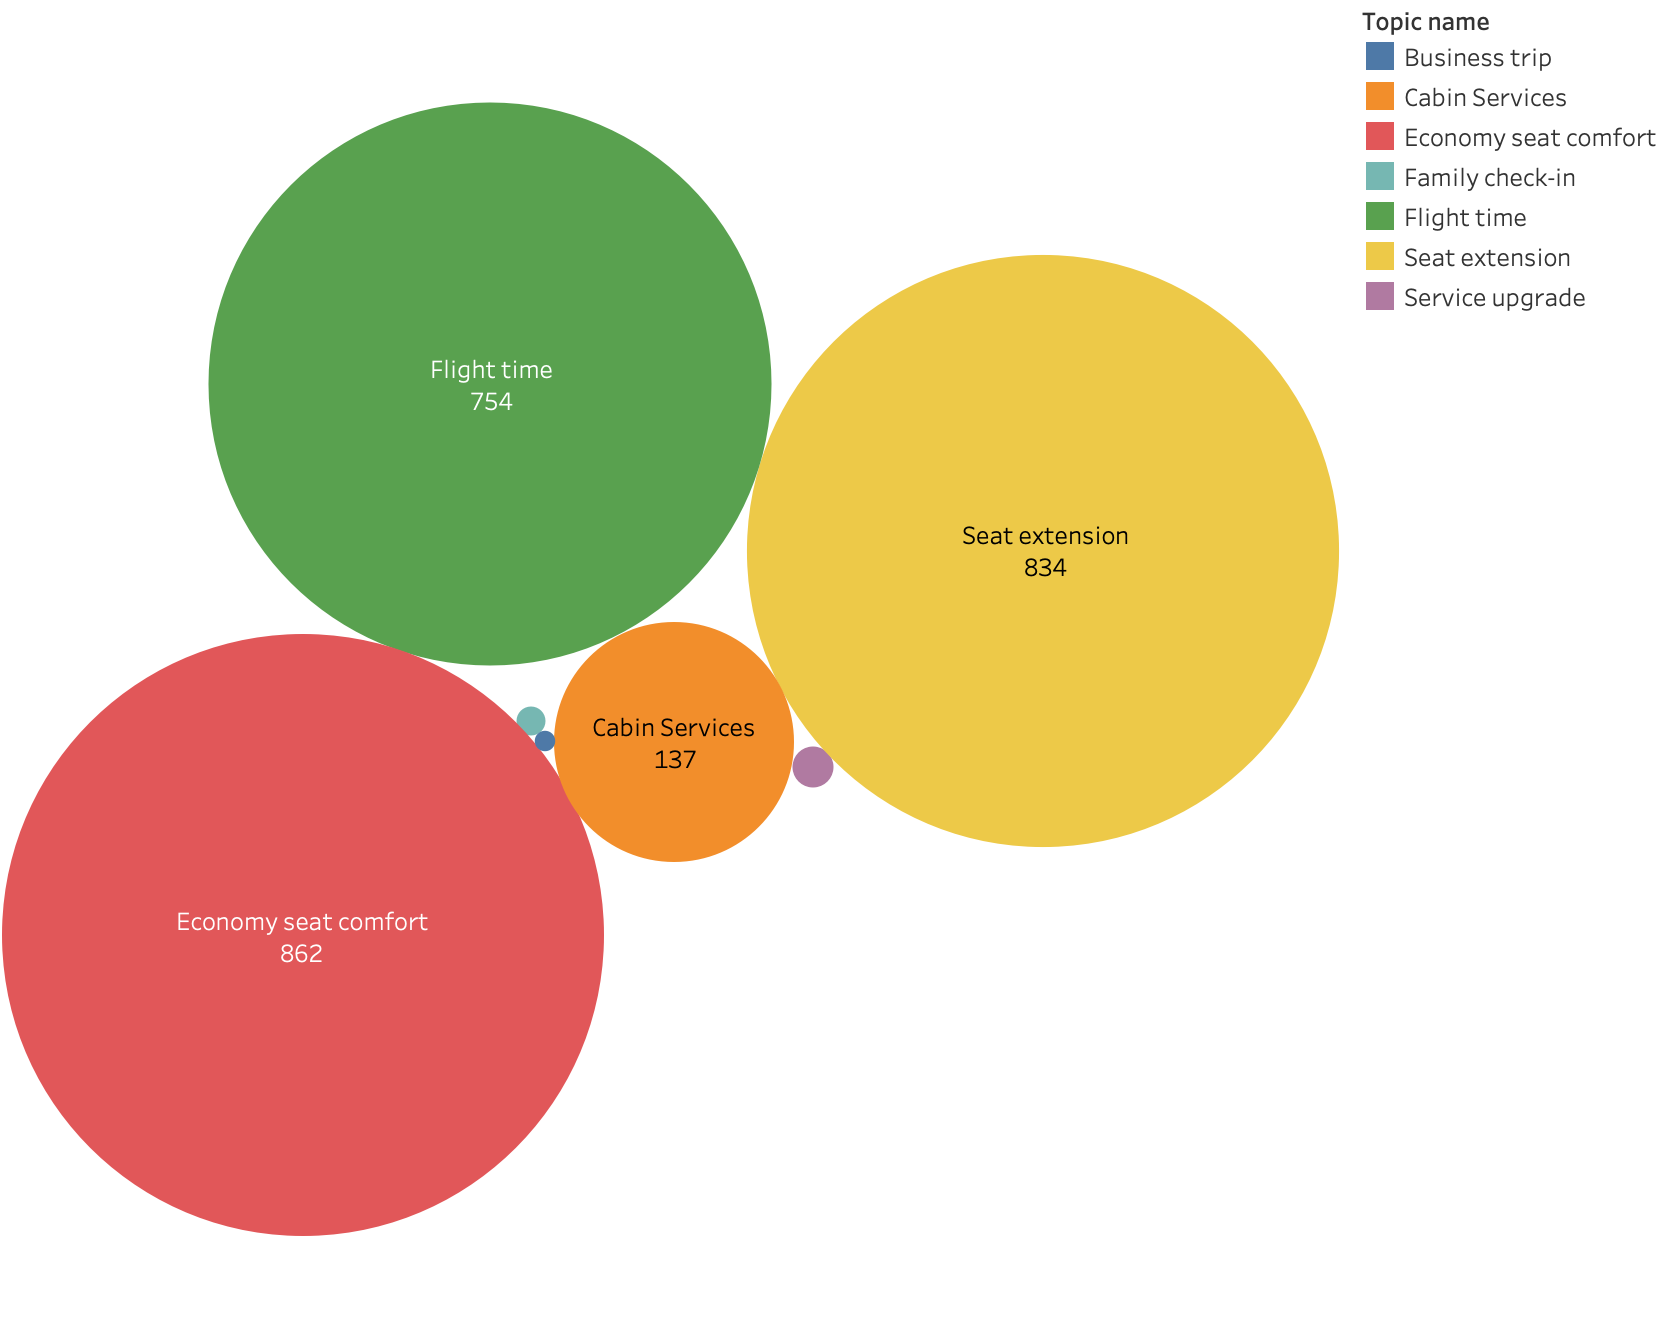 Topic name
Business trip
Cabin Services
Economy seat comfort
Family check-in
Flight time
Seat extension
Service upgrade
Flight time
754
Seat extension
834
Cabin Services
137
Economy seat comfort
862